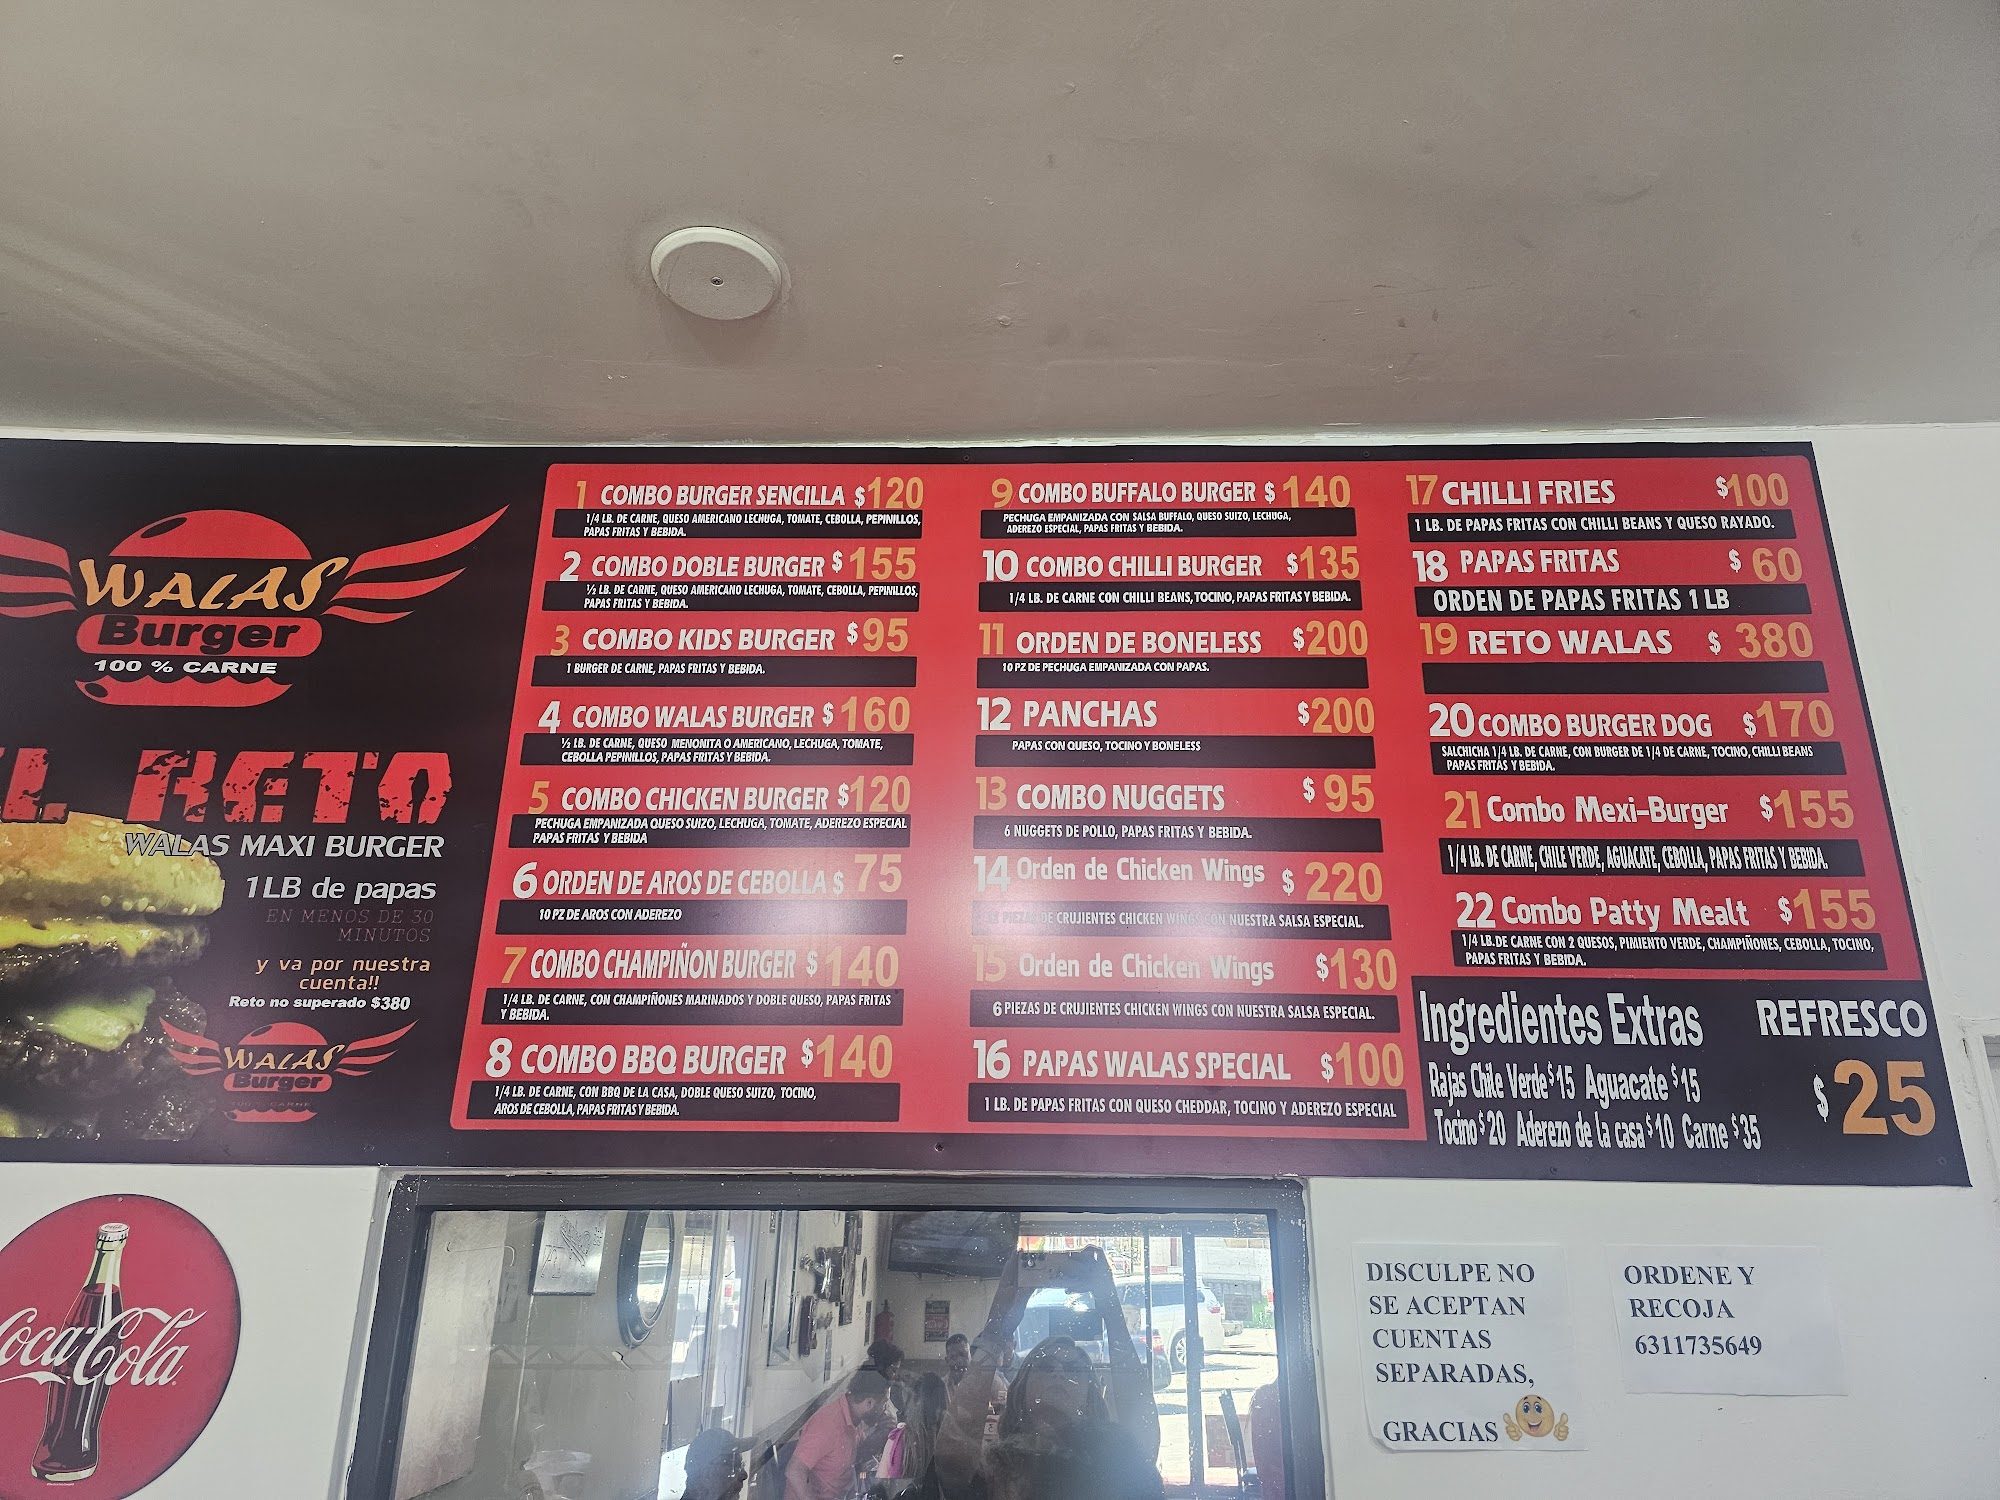 WALAS
Burger
100 % CARNE
EL RETO
WALAS MAXI BURGER
1LB de papas
EN MENOS DE 30
MINUTOS
y va por nuestra
cuenta!!
Reto no superado $380
WALAS
Burger
100 % CARNE
1 COMBO BURGER SENCILLA $120
1/4 LB. DE CARNE, QUESO AMERICANO LECHUGA, TOMATE, CEBOLLA, PEPINILLOS,
PAPAS FRITAS Y BEBIDA.
2 COMBO DOBLE BURGER $155
½ LB. DE CARNE, QUESO AMERICANO LECHUGA, TOMATE, CEBOLLA, PEPINILLOS,
PAPAS FRITAS Y BEBIDA.
3 COMBO KIDS BURGER $95
1 BURGER DE CARNE, PAPAS FRITAS Y BEBIDA.
4 COMBO WALAS BURGER $160
½ LB. DE CARNE, QUESO MENONITA O AMERICANO, LECHUGA, TOMATE,
CEBOLLA PEPINILLOS, PAPAS FRITAS Y BEBIDA.
5 COMBO CHICKEN BURGER $120
PECHUGA EMPANIZADA QUESO SUIZO, LECHUGA, TOMATE, ADEREZO ESPECIAL
PAPAS FRITAS Y BEBIDA
6 ORDEN DE AROS DE CEBOLLA $75
10 PZ DE AROS CON ADEREZO
7 COMBO CHAMPIÑON BURGER $140
1/4 LB. DE CARNE, CON CHAMPIÑONES MARINADOS Y DOBLE QUESO, PAPAS FRITAS
Y BEBIDA.
8 COMBO BBQ BURGER $140
1/4 LB. DE CARNE, CON BBQ DE LA CASA, DOBLE QUESO SUIZO, TOCINO,
AROS DE CEBOLLA, PAPAS FRITAS Y BEBIDA.
9 COMBO BUFFALO BURGER $140
PECHUGA EMPANIZADA CON SALSA BUFALO, QUESO SUIZO, LECHUGA,
ADEREZO ESPECIAL, PAPAS FRITAS Y BEBIDA.
10 COMBO CHILLI BURGER $135
1/4 LB. DE CARNE CON CHILLI BEANS, TOCINO, PAPAS FRITAS Y BEBIDA.
11 ORDEN DE BONELESS $200
10 PZ DE PECHUGA EMPANIZADA CON PAPAS.
12 PANCHAS $200
PAPAS CON QUESO, TOCINO Y BONELESS
13 COMBO NUGGETS $95
6 NUGGETS DE POLLO, PAPAS FRITAS Y BEBIDA.
14 Orden de Chicken Wings $220
PIEZAS DE CRUJIENTES CHICKEN WINGS CON NUESTRA SALSA ESPECIAL.
15 Orden de Chicken Wings $130
6 PIEZAS DE CRUJIENTES CHICKEN WINGS CON NUESTRA SALSA ESPECIAL.
16 PAPAS WALAS SPECIAL $100
1 LB. DE PAPAS FRITAS CON QUESO CHEDDAR, TOCINO Y ADEREZO ESPECIAL
17 CHILLI FRIES $100
1 LB. DE PAPAS FRITAS CON CHILLI BEANS Y QUESO RAYADO.
18 PAPAS FRITAS $60
ORDEN DE PAPAS FRITAS 1 LB
19 RETO WALAS $380
20 COMBO BURGER DOG $170
SALCHICHA 1/4 LB. DE CARNE, CON BURGER DE 1/4 DE CARNE, TOCINO, CHILLI BEANS
PAPAS FRITAS Y BEBIDA.
21 Combo Mexi-Burger $155
1/4 LB. DE CARNE, CHILE VERDE, AGUACATE, CEBOLLA, PAPAS FRITAS Y BEBIDA.
22 Combo Patty Mealt $155
1/4 LB.DE CARNE CON 2 QUESOS, PIMIENTO VERDE, CHAMPIÑONES, CEBOLLA, TOCINO,
PAPAS FRITAS Y BEBIDA.
Ingredientes Extras
Rajas Chile Verde $15 Aguacate $15
Tocino $20 Aderezo de la casa $10 Carne $35
REFRESCO
$25
Coca-Cola
DISCULPE NO
SE ACEPTAN
CUENTAS
SEPARADAS,
GRACIAS
ORDENE Y
RECOJA
6311735649